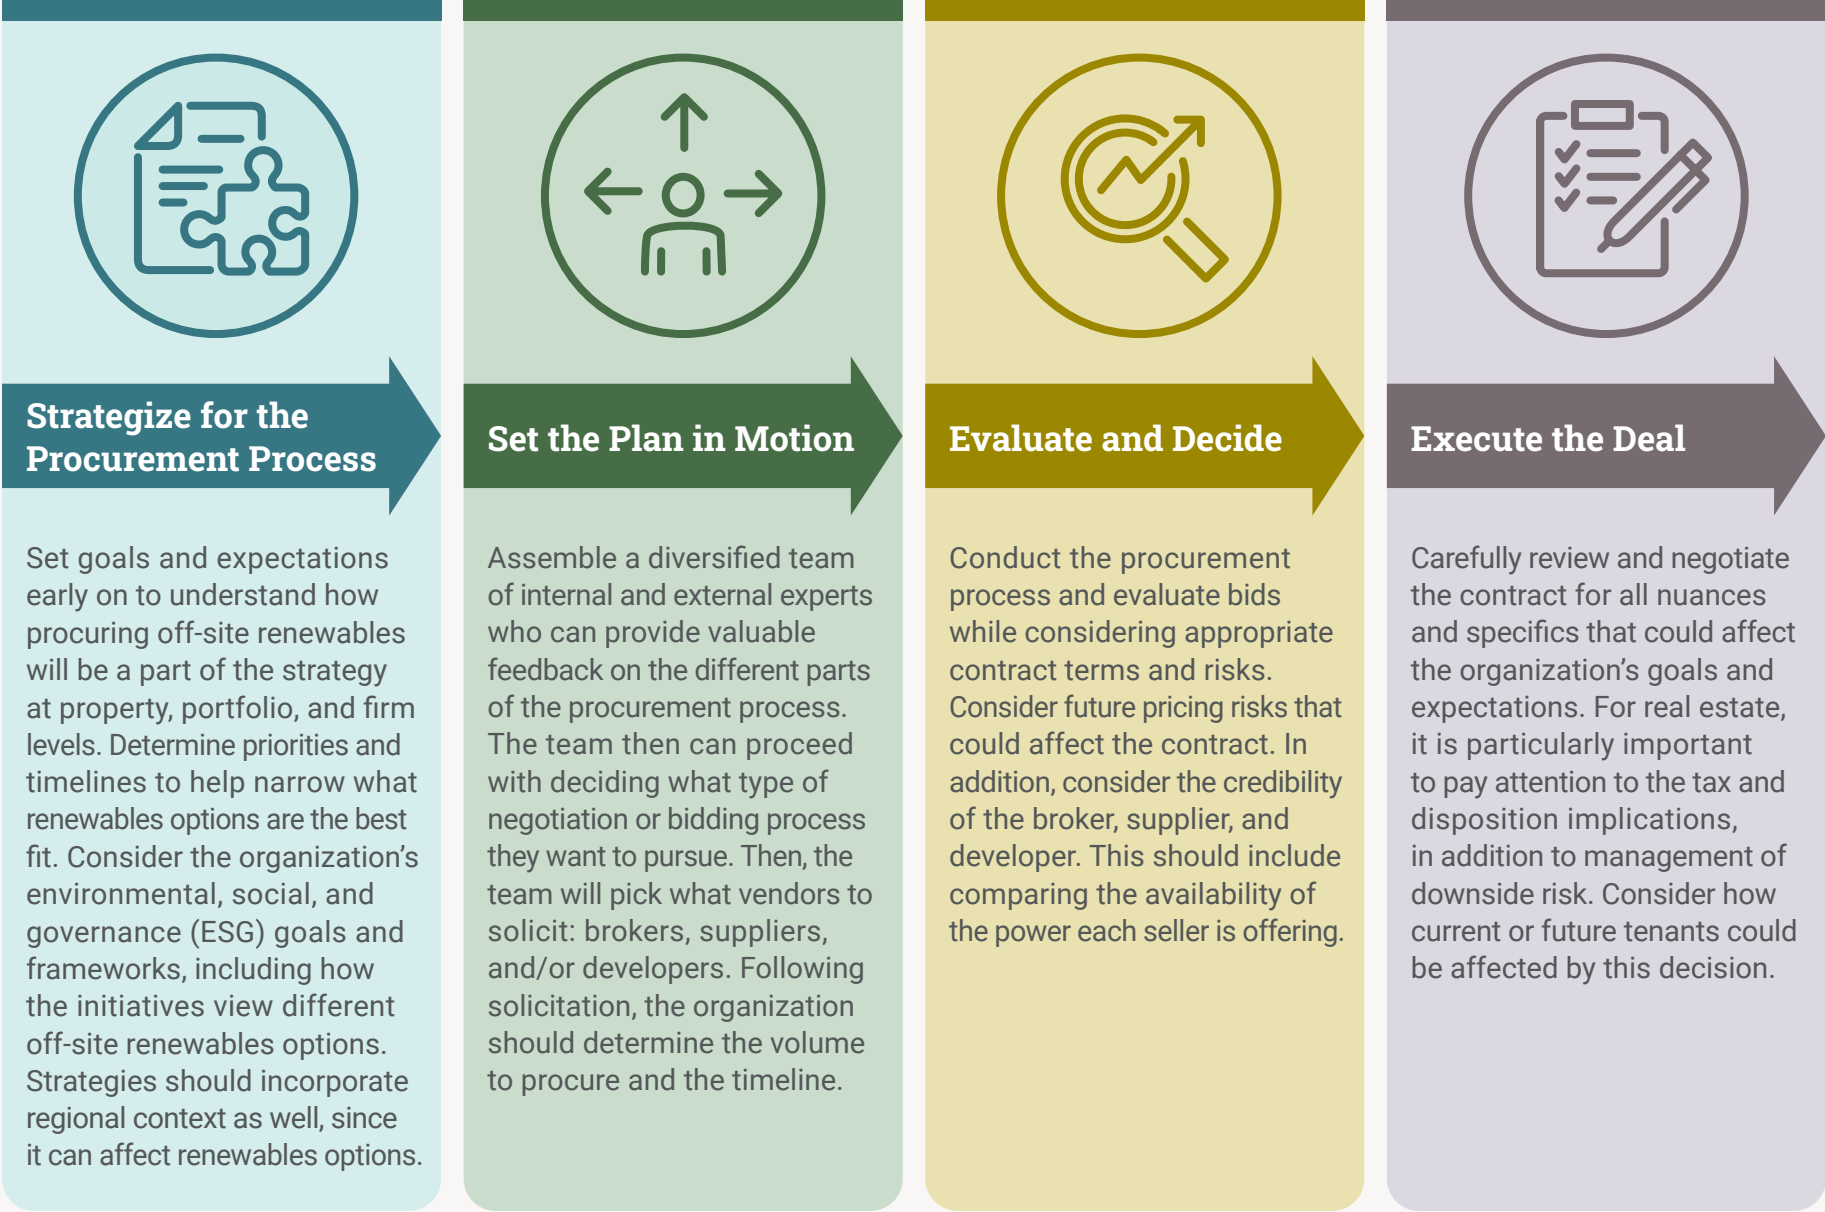 Strategize for the
Procurement Process
Set goals and expectations
early on to understand how
procuring off-site renewables
will be a part of the strategy
at property, portfolio, and firm
levels. Determine priorities and
timelines to help narrow what
renewables options are the best
fit. Consider the organization’s
environmental, social, and
governance (ESG) goals and
frameworks, including how
the initiatives view different
off-site renewables options.
Strategies should incorporate
regional context as well, since
it can affect renewables options.
Set the Plan in Motion
Assemble a diversified team
of internal and external experts
who can provide valuable
feedback on the different parts
of the procurement process.
The team then can proceed
with deciding what type of
negotiation or bidding process
they want to pursue. Then, the
team will pick what vendors to
solicit: brokers, suppliers,
and/or developers. Following
solicitation, the organization
should determine the volume
to procure and the timeline.
Evaluate and Decide
Conduct the procurement
process and evaluate bids
while considering appropriate
contract terms and risks.
Consider future pricing risks that
could affect the contract. In
addition, consider the credibility
of the broker, supplier, and
developer. This should include
comparing the availability of
the power each seller is offering.
Execute the Deal
Carefully review and negotiate
the contract for all nuances
and specifics that could affect
the organization’s goals and
expectations. For real estate,
it is particularly important
to pay attention to the tax and
disposition implications,
in addition to management of
downside risk. Consider how
current or future tenants could
be affected by this decision.